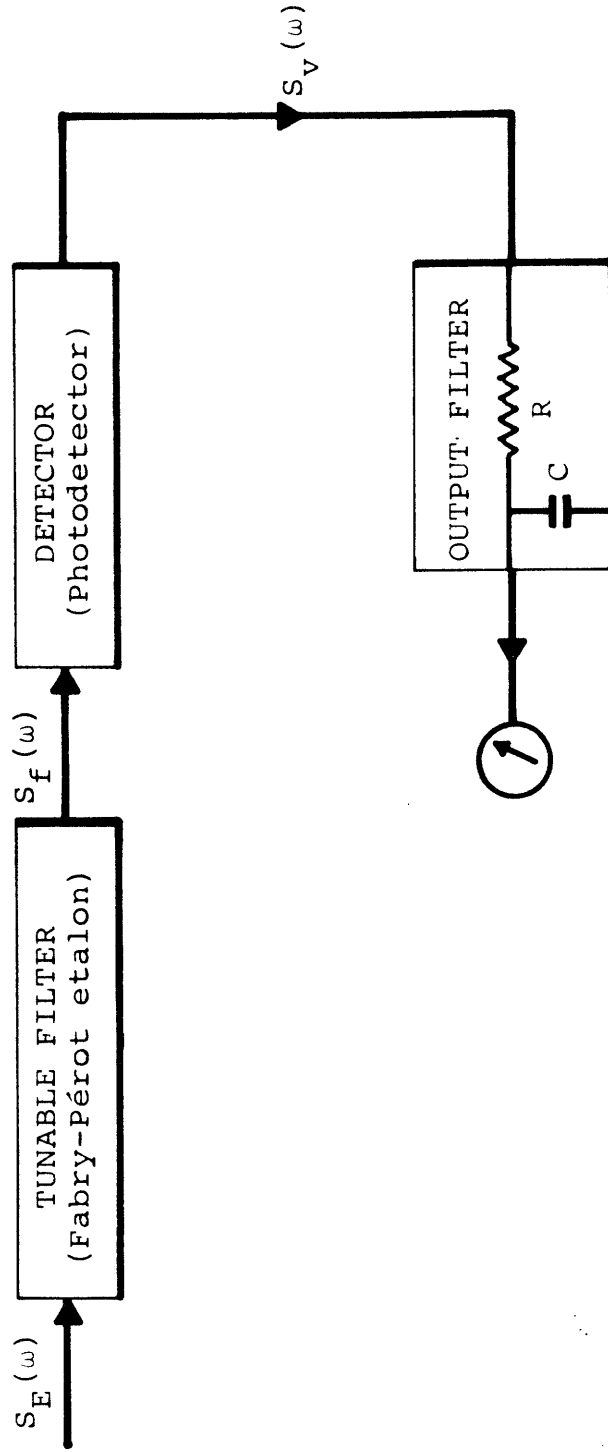 S_E(ω)
TUNABLE FILTER
(Fabry-Pérot etalon)
S_f(ω)
DETECTOR
(Photodetector)
S_v(ω)
OUTPUT FILTER
R
C